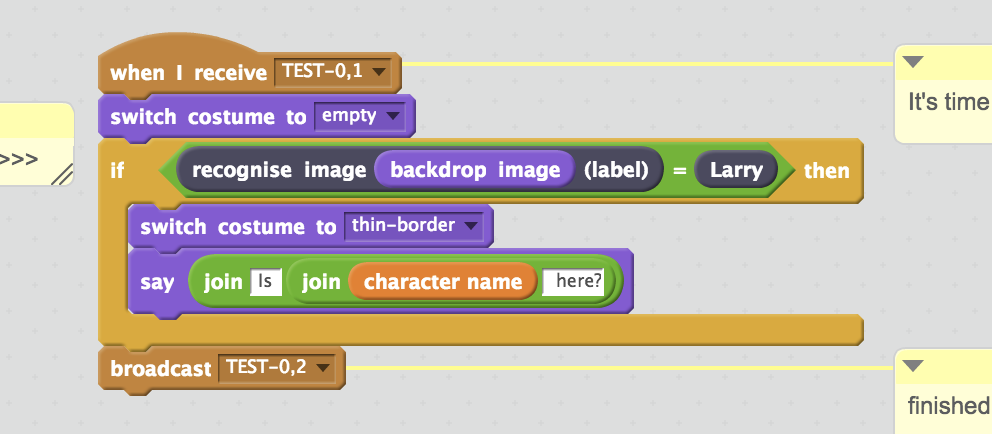 when I receive TEST-0,1
It's time
switch costume to empty
>>>
if recognise image backdrop image (label) = Larry then
switch costume to thin-border
say join Is join character name here?
broadcast TEST-0,2
finished